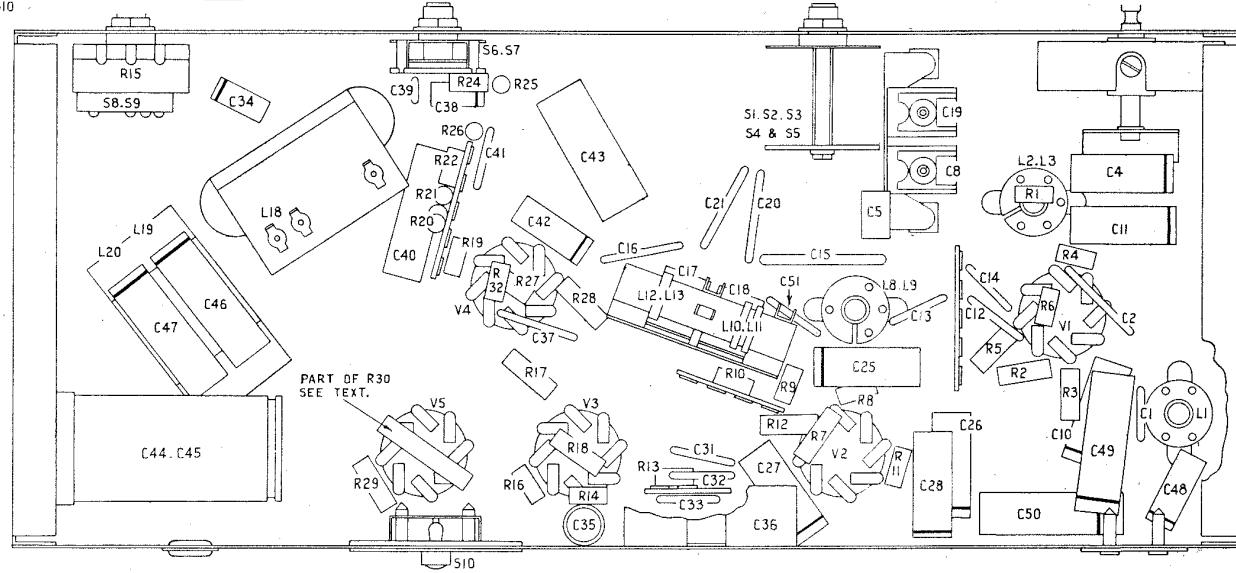 S10
R15
S8.S9
C34
S6.S7
C39
R24
R25
C38
R26
C41
R22
R21
R20
C40
R19
C43
C42
S1.S2.S3
S4 & S5
C19
C8
C5
L2.L3
R1
C4
C11
L18
L19
L20
C46
C47
C21
C20
C16
C15
C17
C18
C51
L12.L13
L10.L11
L8.L9
C13
C14
C12
R4
R6
V1
C2
R5
R2
R3
R
32
R27
V4
R28
C37
R17
R10
R9
C25
R8
R12
R7
V2
R
11
C26
C28
C10
C49
C1
L1
C48
C50
PART OF R30
SEE TEXT.
V5
V3
R18
R29
R16
R14
C35
C31
R13
C32
C33
C27
C36
C44.C45
S10